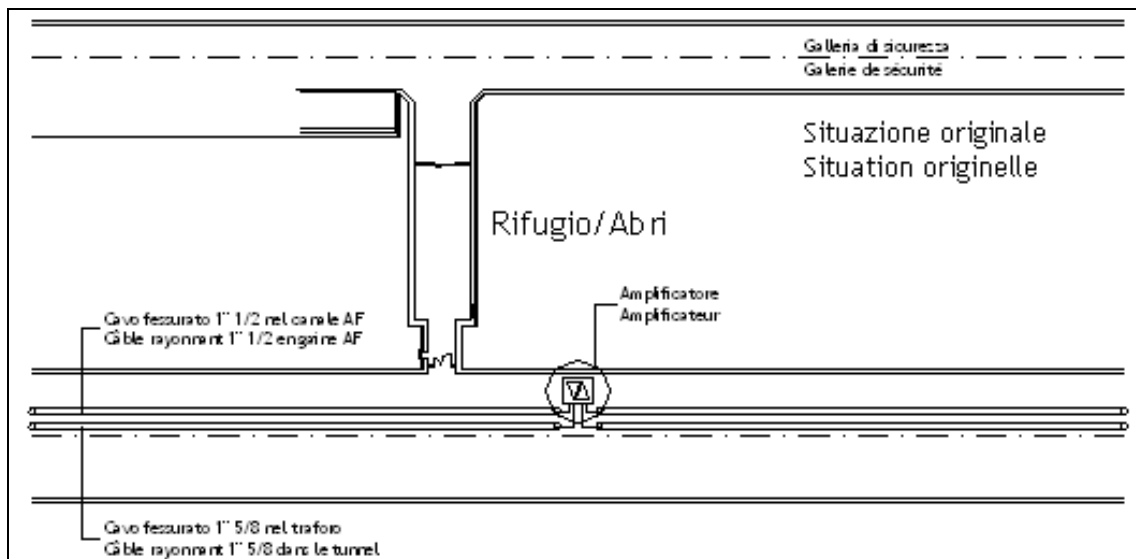 Galleria di sicurezza
Galerie de sécurité
Situazione originale
Situation originelle
Rifugio/Abri
Amplificatore
Amplificateur
Cavo fessurato 1" 1/2 nel canale AF
Câble rayonnant 1" 1/2 en gaine AF
Cavo fessurato 1" 5/8 nel traforo
Câble rayonnant 1" 5/8 dans le tunnel